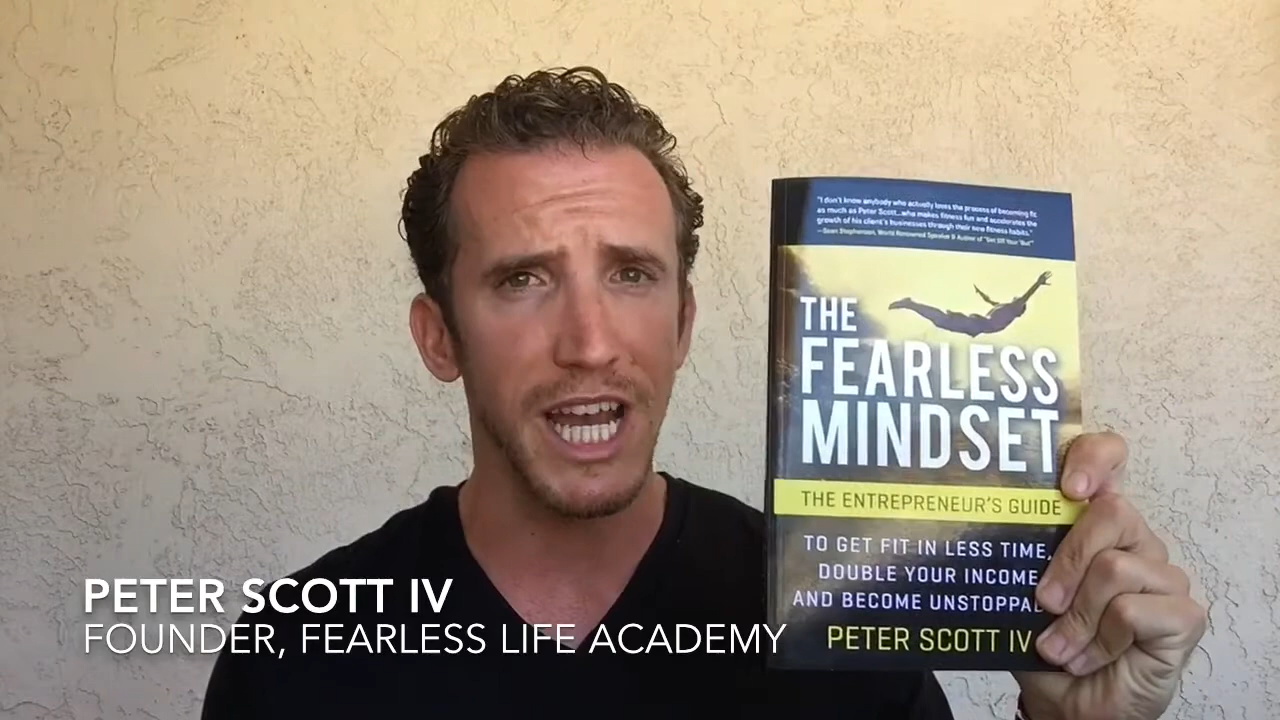 "I don't know anybody who actually loves the process of becoming fit
as much as Peter Scott...who makes fitness fun and accelerates the
growth of his client's businesses through their new fitness habits."
—Sean Stephenson, World Renowned Speaker & Author of "Get Off Your 'But'"
THE
FEARLESS
MINDSET
THE ENTREPRENEUR'S GUIDE
TO GET FIT IN LESS TIME,
DOUBLE YOUR INCOME
AND BECOME UNSTOPPAB
PETER SCOTT IV
PETER SCOTT IV
FOUNDER, FEARLESS LIFE ACADEMY